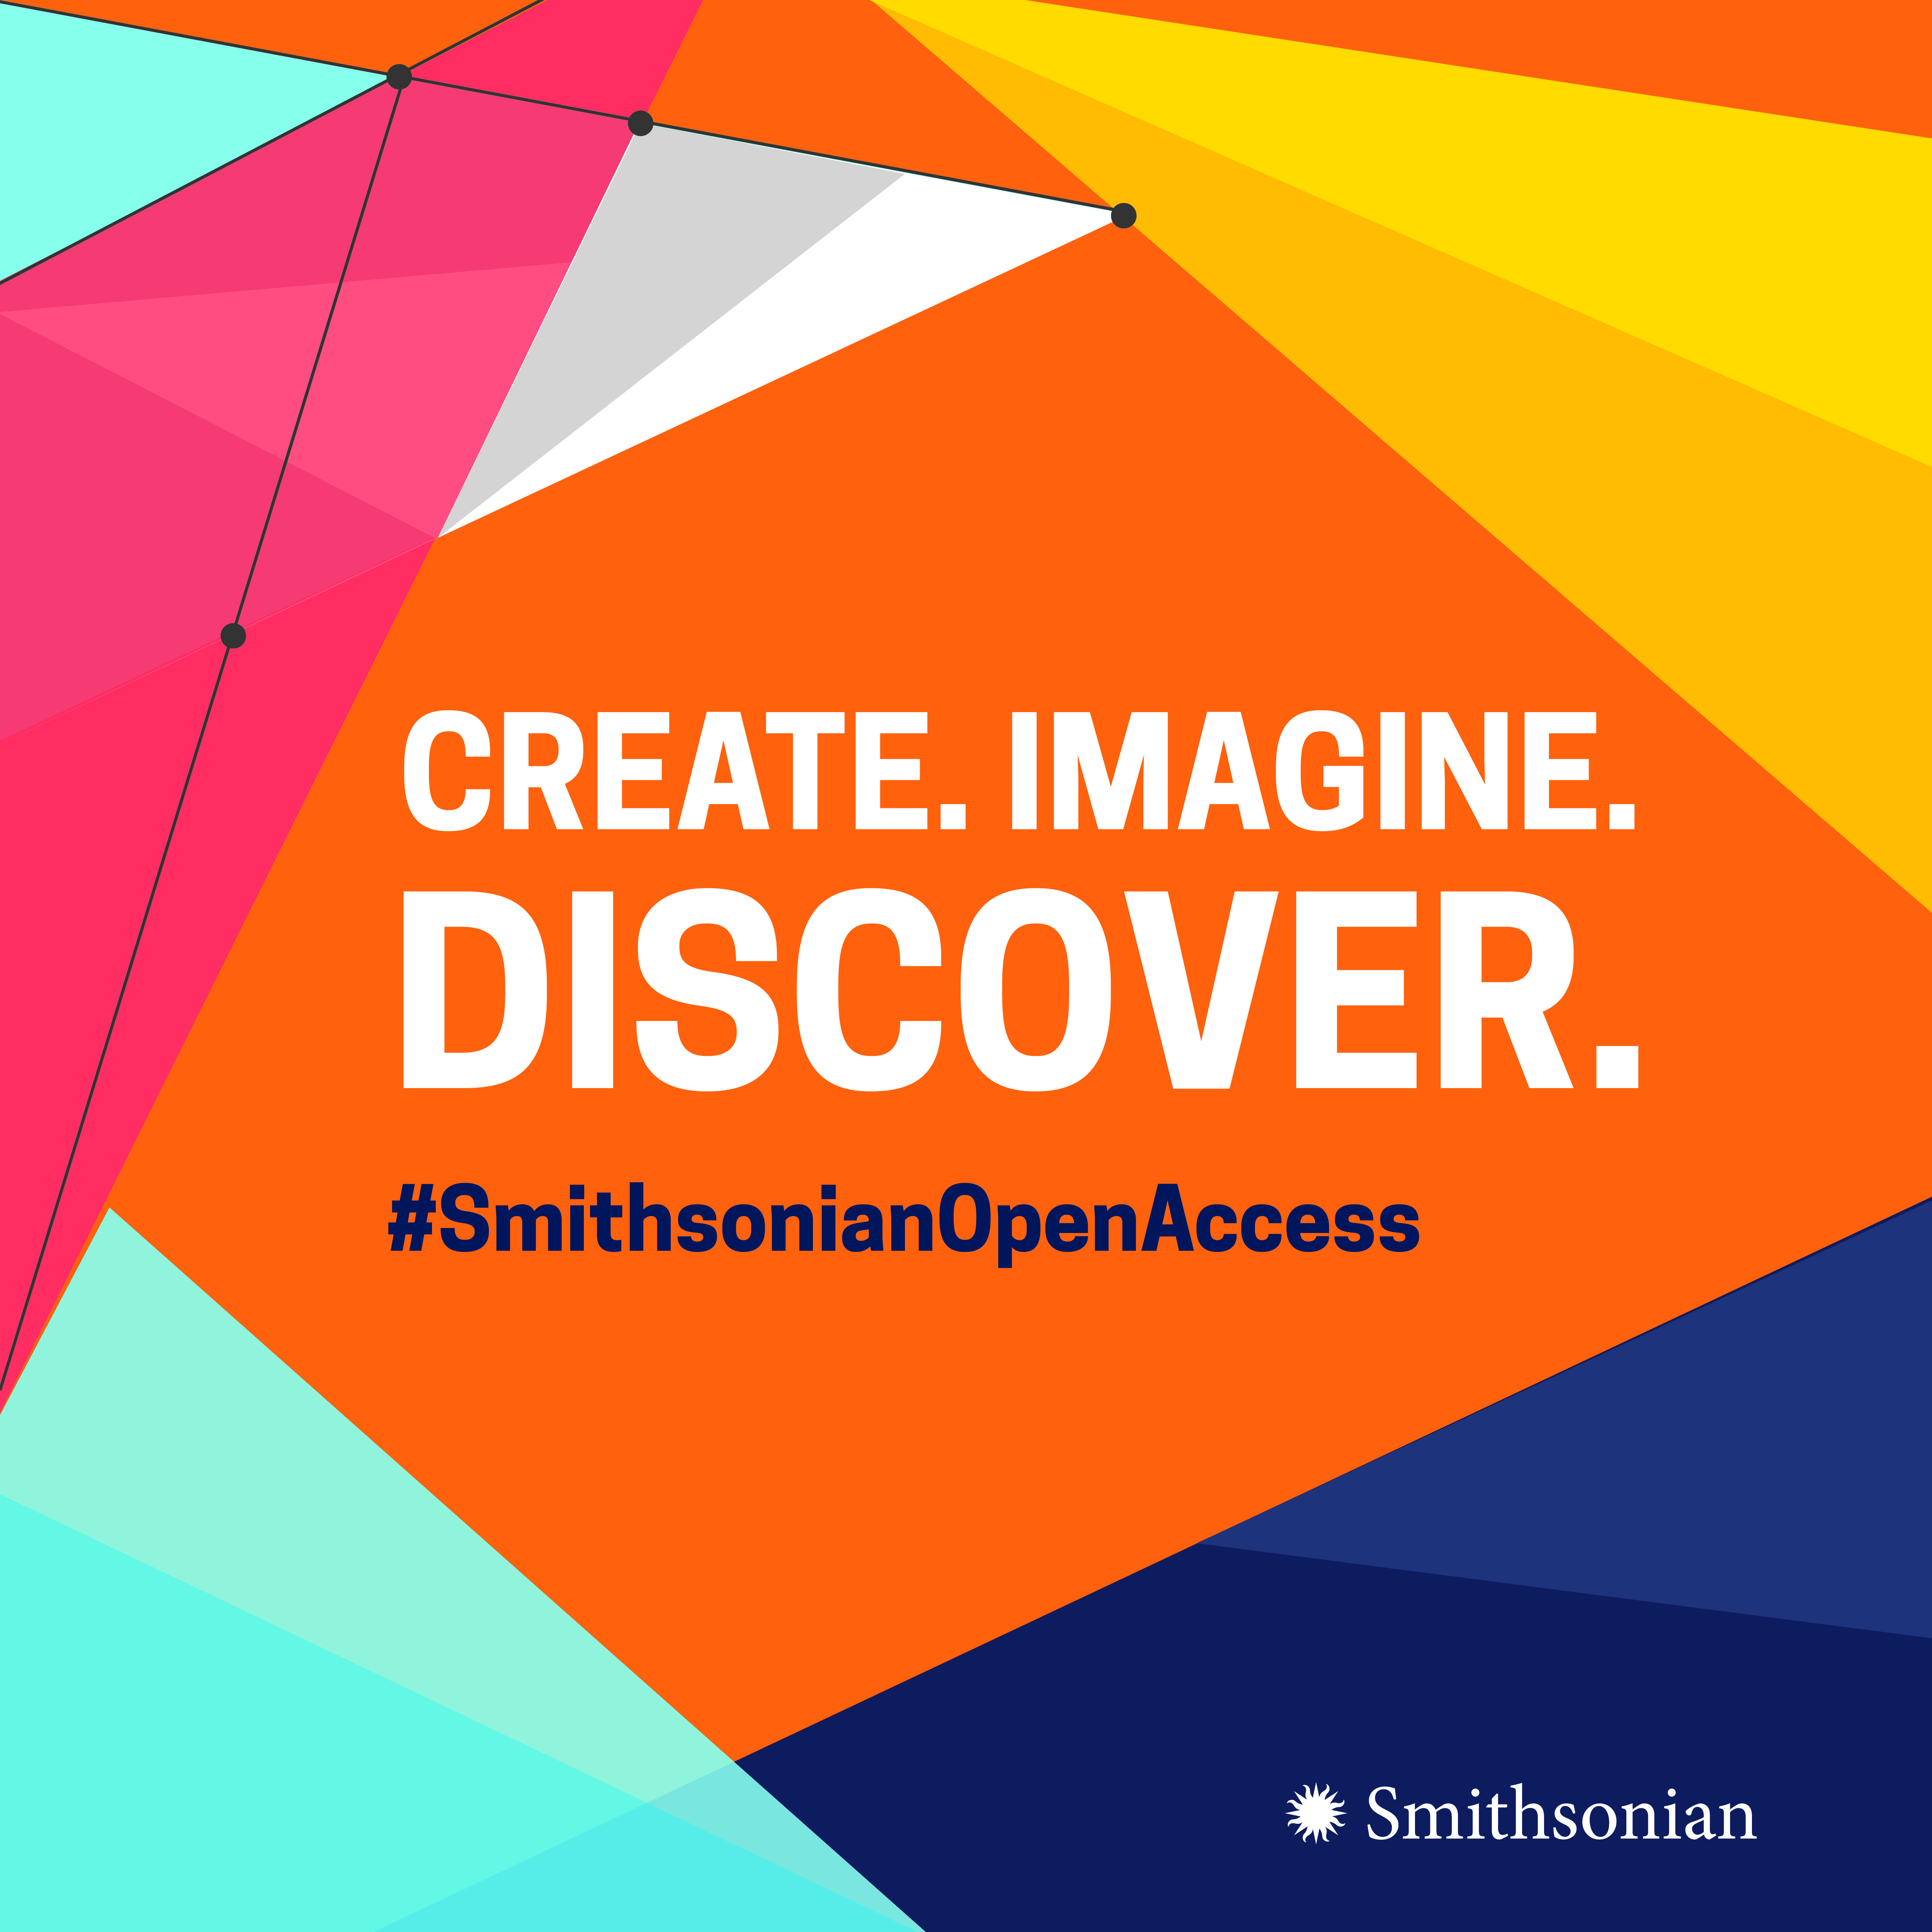 CREATE. IMAGINE.
DISCOVER.
#SmithsonianOpenAccess
Smithsonian